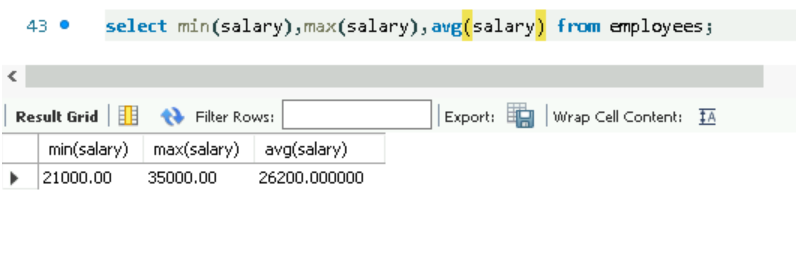 43 select min(salary),max(salary),avg(salary) from employees;
Result Grid Filter Rows: Export: Wrap Cell Content: IA
min(salary) max(salary) avg(salary)
21000.00 35000.00 26200.000000